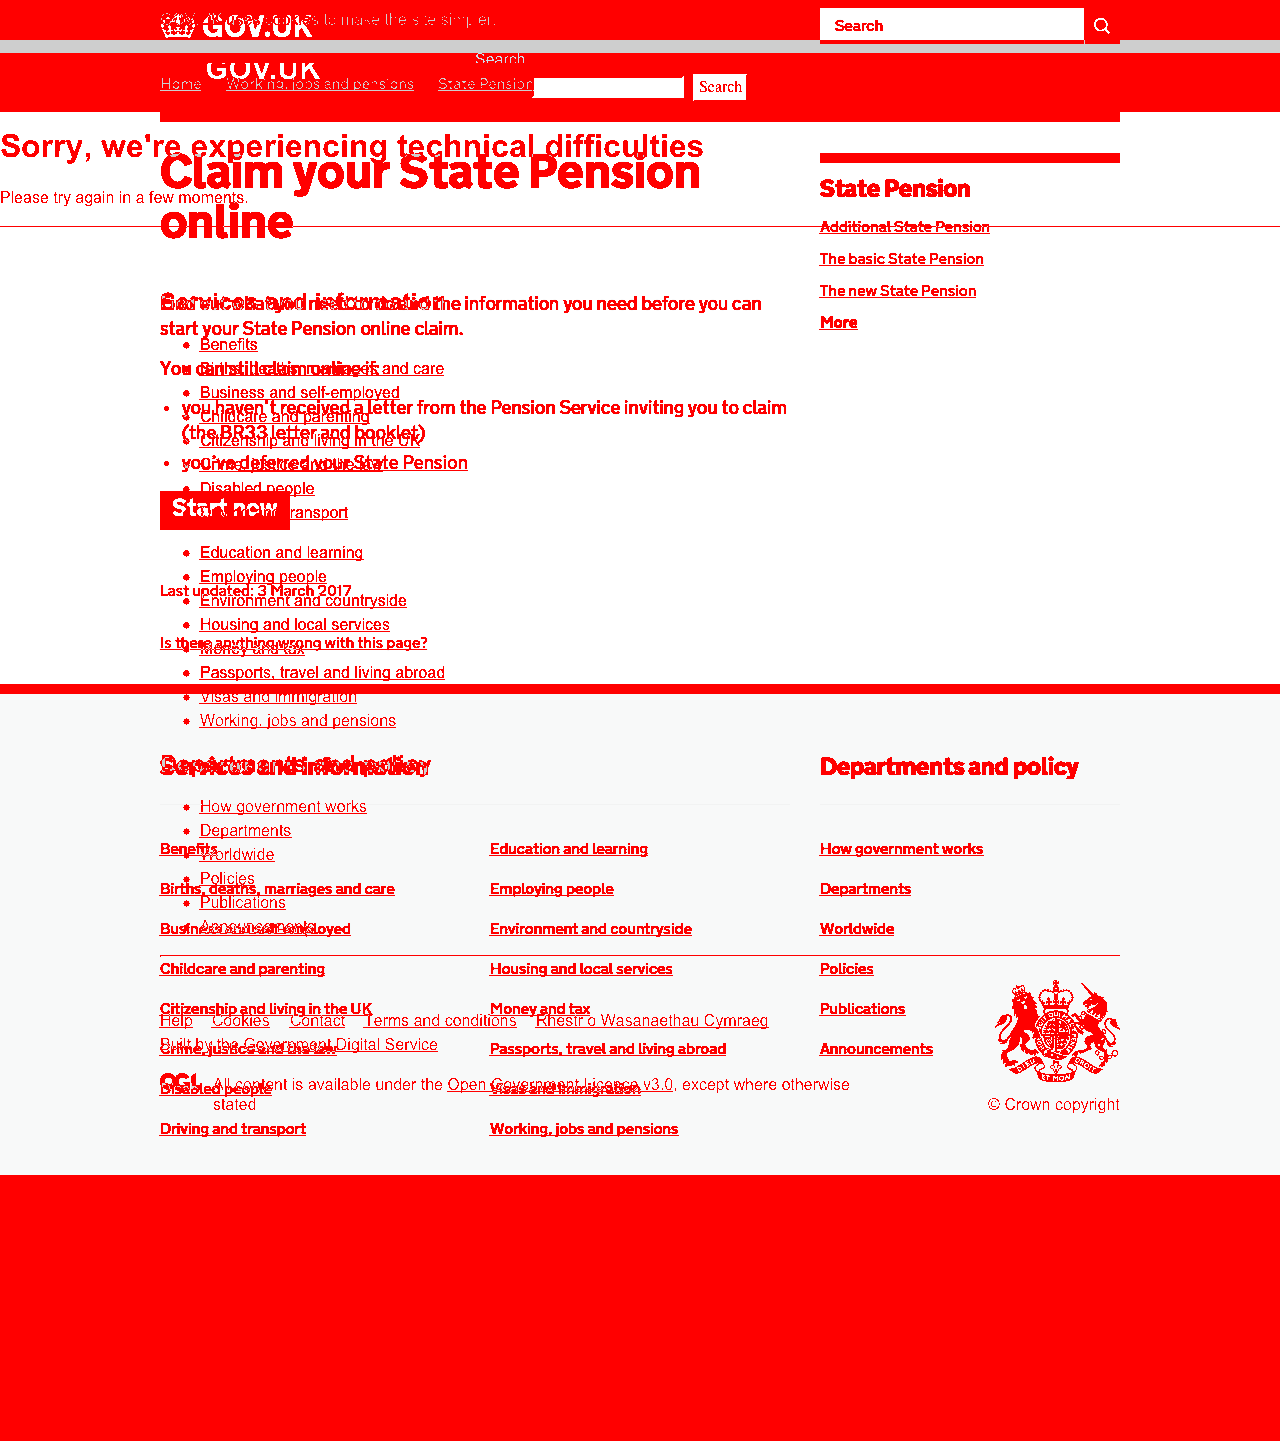 GOV.UK uses cookies to make the site simpler.
GOV.UK
Search
Search
GOV.UK
Home Working, jobs and pensions State Pension
Search
Sorry, we're experiencing technical difficulties
Please try again in a few moments.
Claim your State Pension
online
State Pension
Additional State Pension
The basic State Pension
The new State Pension
More
Services and information
the information you need before you can
start your State Pension online claim.
You can still claim online if:
you haven't received a letter from the Pension Service inviting you to claim
(the BR33 letter and booklet)
you've deferred your State Pension
Start now
Benefits
Births, deaths, marriages and care
Business and self-employed
Childcare and parenting
Citizenship and living in the UK
Crime, justice and the law
Disabled people
Driving and transport
Education and learning
Employing people
Environment and countryside
Housing and local services
Money and tax
Passports, travel and living abroad
Visas and immigration
Working, jobs and pensions
Last updated: 3 March 2017
Is there anything wrong with this page?
Departments and policy
Services and information
Departments and policy
How government works
Departments
Worldwide
Policies
Publications
Announcements
Benefits
Births, deaths, marriages and care
Business and self-employed
Childcare and parenting
Citizenship and living in the UK
Crime, justice and the law
Disabled people
Driving and transport
Education and learning
Employing people
Environment and countryside
Housing and local services
Money and tax
Passports, travel and living abroad
Visas and immigration
Working, jobs and pensions
How government works
Departments
Worldwide
Policies
Publications
Announcements
Help Cookies Contact Terms and conditions Rhestr o Wasanaethau Cymraeg
Built by the Government Digital Service
OGL
All content is available under the Open Government Licence v3.0, except where otherwise
stated
© Crown copyright